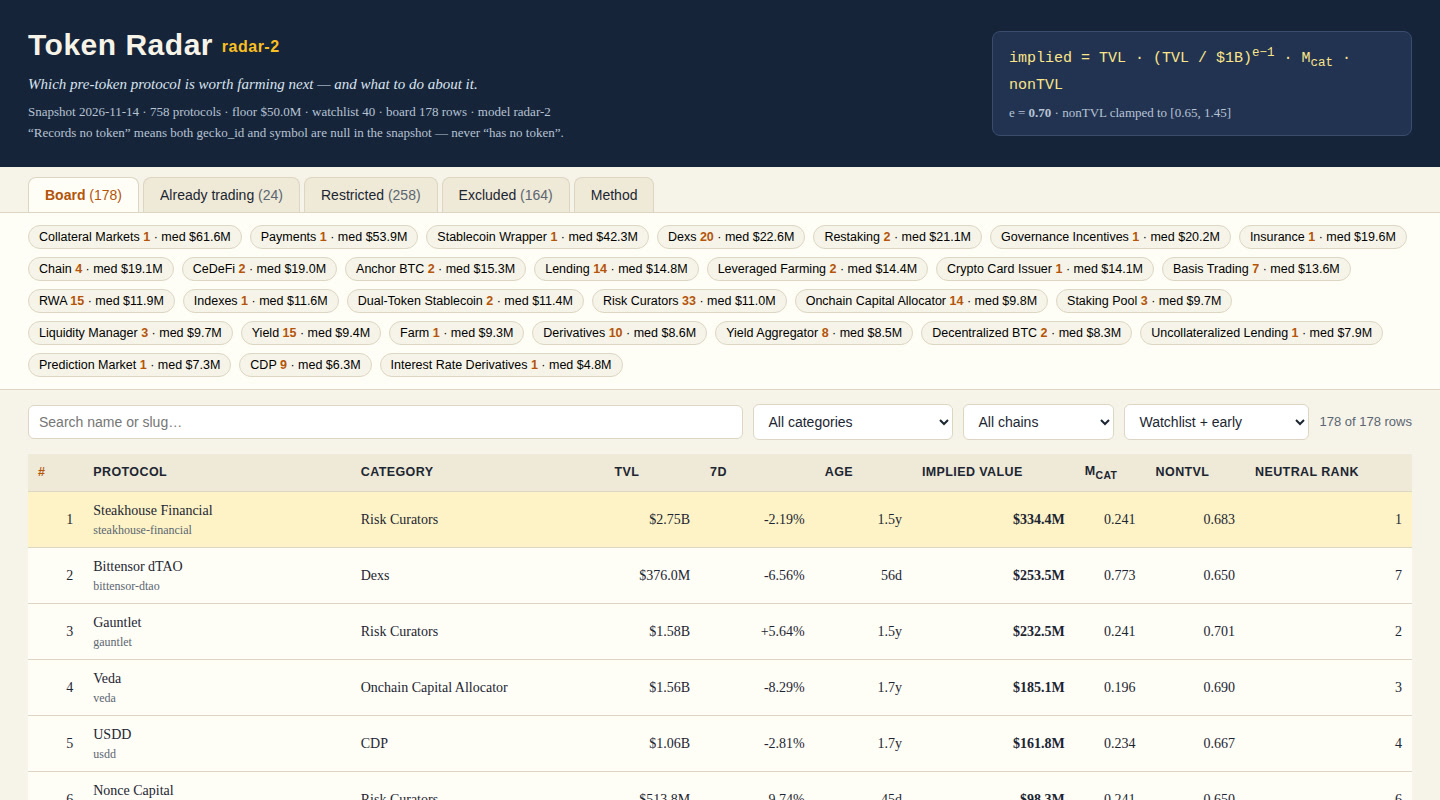 Token Radar radar-2
Which pre-token protocol is worth farming next — and what to do about it.
Snapshot 2026-11-14 · 758 protocols · floor $50.0M · watchlist 40 · board 178 rows · model radar-2
“Records no token” means both gecko_id and symbol are null in the snapshot — never “has no token”.
implied = TVL · (TVL / $1B)e−1 · Mcat ·
nonTVL
e = 0.70 · nonTVL clamped to [0.65, 1.45]
Board (178) Already trading (24) Restricted (258) Excluded (164) Method
Collateral Markets 1 · med $61.6M Payments 1 · med $53.9M Stablecoin Wrapper 1 · med $42.3M Dexs 20 · med $22.6M Restaking 2 · med $21.1M Governance Incentives 1 · med $20.2M Insurance 1 · med $19.6M
Chain 4 · med $19.1M CeDeFi 2 · med $19.0M Anchor BTC 2 · med $15.3M Lending 14 · med $14.8M Leveraged Farming 2 · med $14.4M Crypto Card Issuer 1 · med $14.1M Basis Trading 7 · med $13.6M
RWA 15 · med $11.9M Indexes 1 · med $11.6M Dual-Token Stablecoin 2 · med $11.4M Risk Curators 33 · med $11.0M Onchain Capital Allocator 14 · med $9.8M Staking Pool 3 · med $9.7M
Liquidity Manager 3 · med $9.7M Yield 15 · med $9.4M Farm 1 · med $9.3M Derivatives 10 · med $8.6M Yield Aggregator 8 · med $8.5M Decentralized BTC 2 · med $8.3M Uncollateralized Lending 1 · med $7.9M
Prediction Market 1 · med $7.3M CDP 9 · med $6.3M Interest Rate Derivatives 1 · med $4.8M
Search name or slug… All categories All chains Watchlist + early 178 of 178 rows
# PROTOCOL CATEGORY TVL 7D AGE IMPLIED VALUE MCAT NONTVL NEUTRAL RANK
1 Steakhouse Financial Risk Curators $2.75B -2.19% 1.5y $334.4M 0.241 0.683 1
steakhouse-financial
2 Bittensor dTAO Dexs $376.0M -6.56% 56d $253.5M 0.773 0.650 7
bittensor-dtao
3 Gauntlet Risk Curators $1.58B +5.64% 1.5y $232.5M 0.241 0.701 2
gauntlet
4 Veda Onchain Capital Allocator $1.56B -8.29% 1.7y $185.1M 0.196 0.690 3
veda
5 USDD CDP $1.06B -2.81% 1.7y $161.8M 0.234 0.667 4
usdd
6 Nonce Capital Risk Curators $513.8M -9.74% 45d $98.3M 0.241 0.650 6